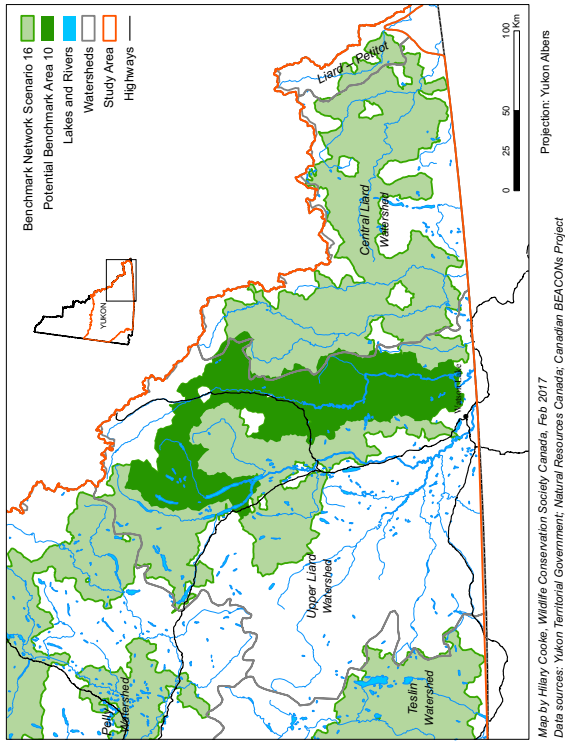 Benchmark Network Scenario 16
Potential Benchmark Area 10
Lakes and Rivers
Watersheds
Study Area
Highways
YUKON
Liard - Petitot
Central Liard
Watershed
Watson Lake
Upper Liard
Watershed
Pelly
Watershed
Teslin
Watershed
0 25 50 100
Km
Projection: Yukon Albers
Map by Hilary Cooke, Wildlife Conservation Society Canada, Feb 2017
Data sources: Yukon Territorial Government; Natural Resources Canada; Canadian BEACONs Project